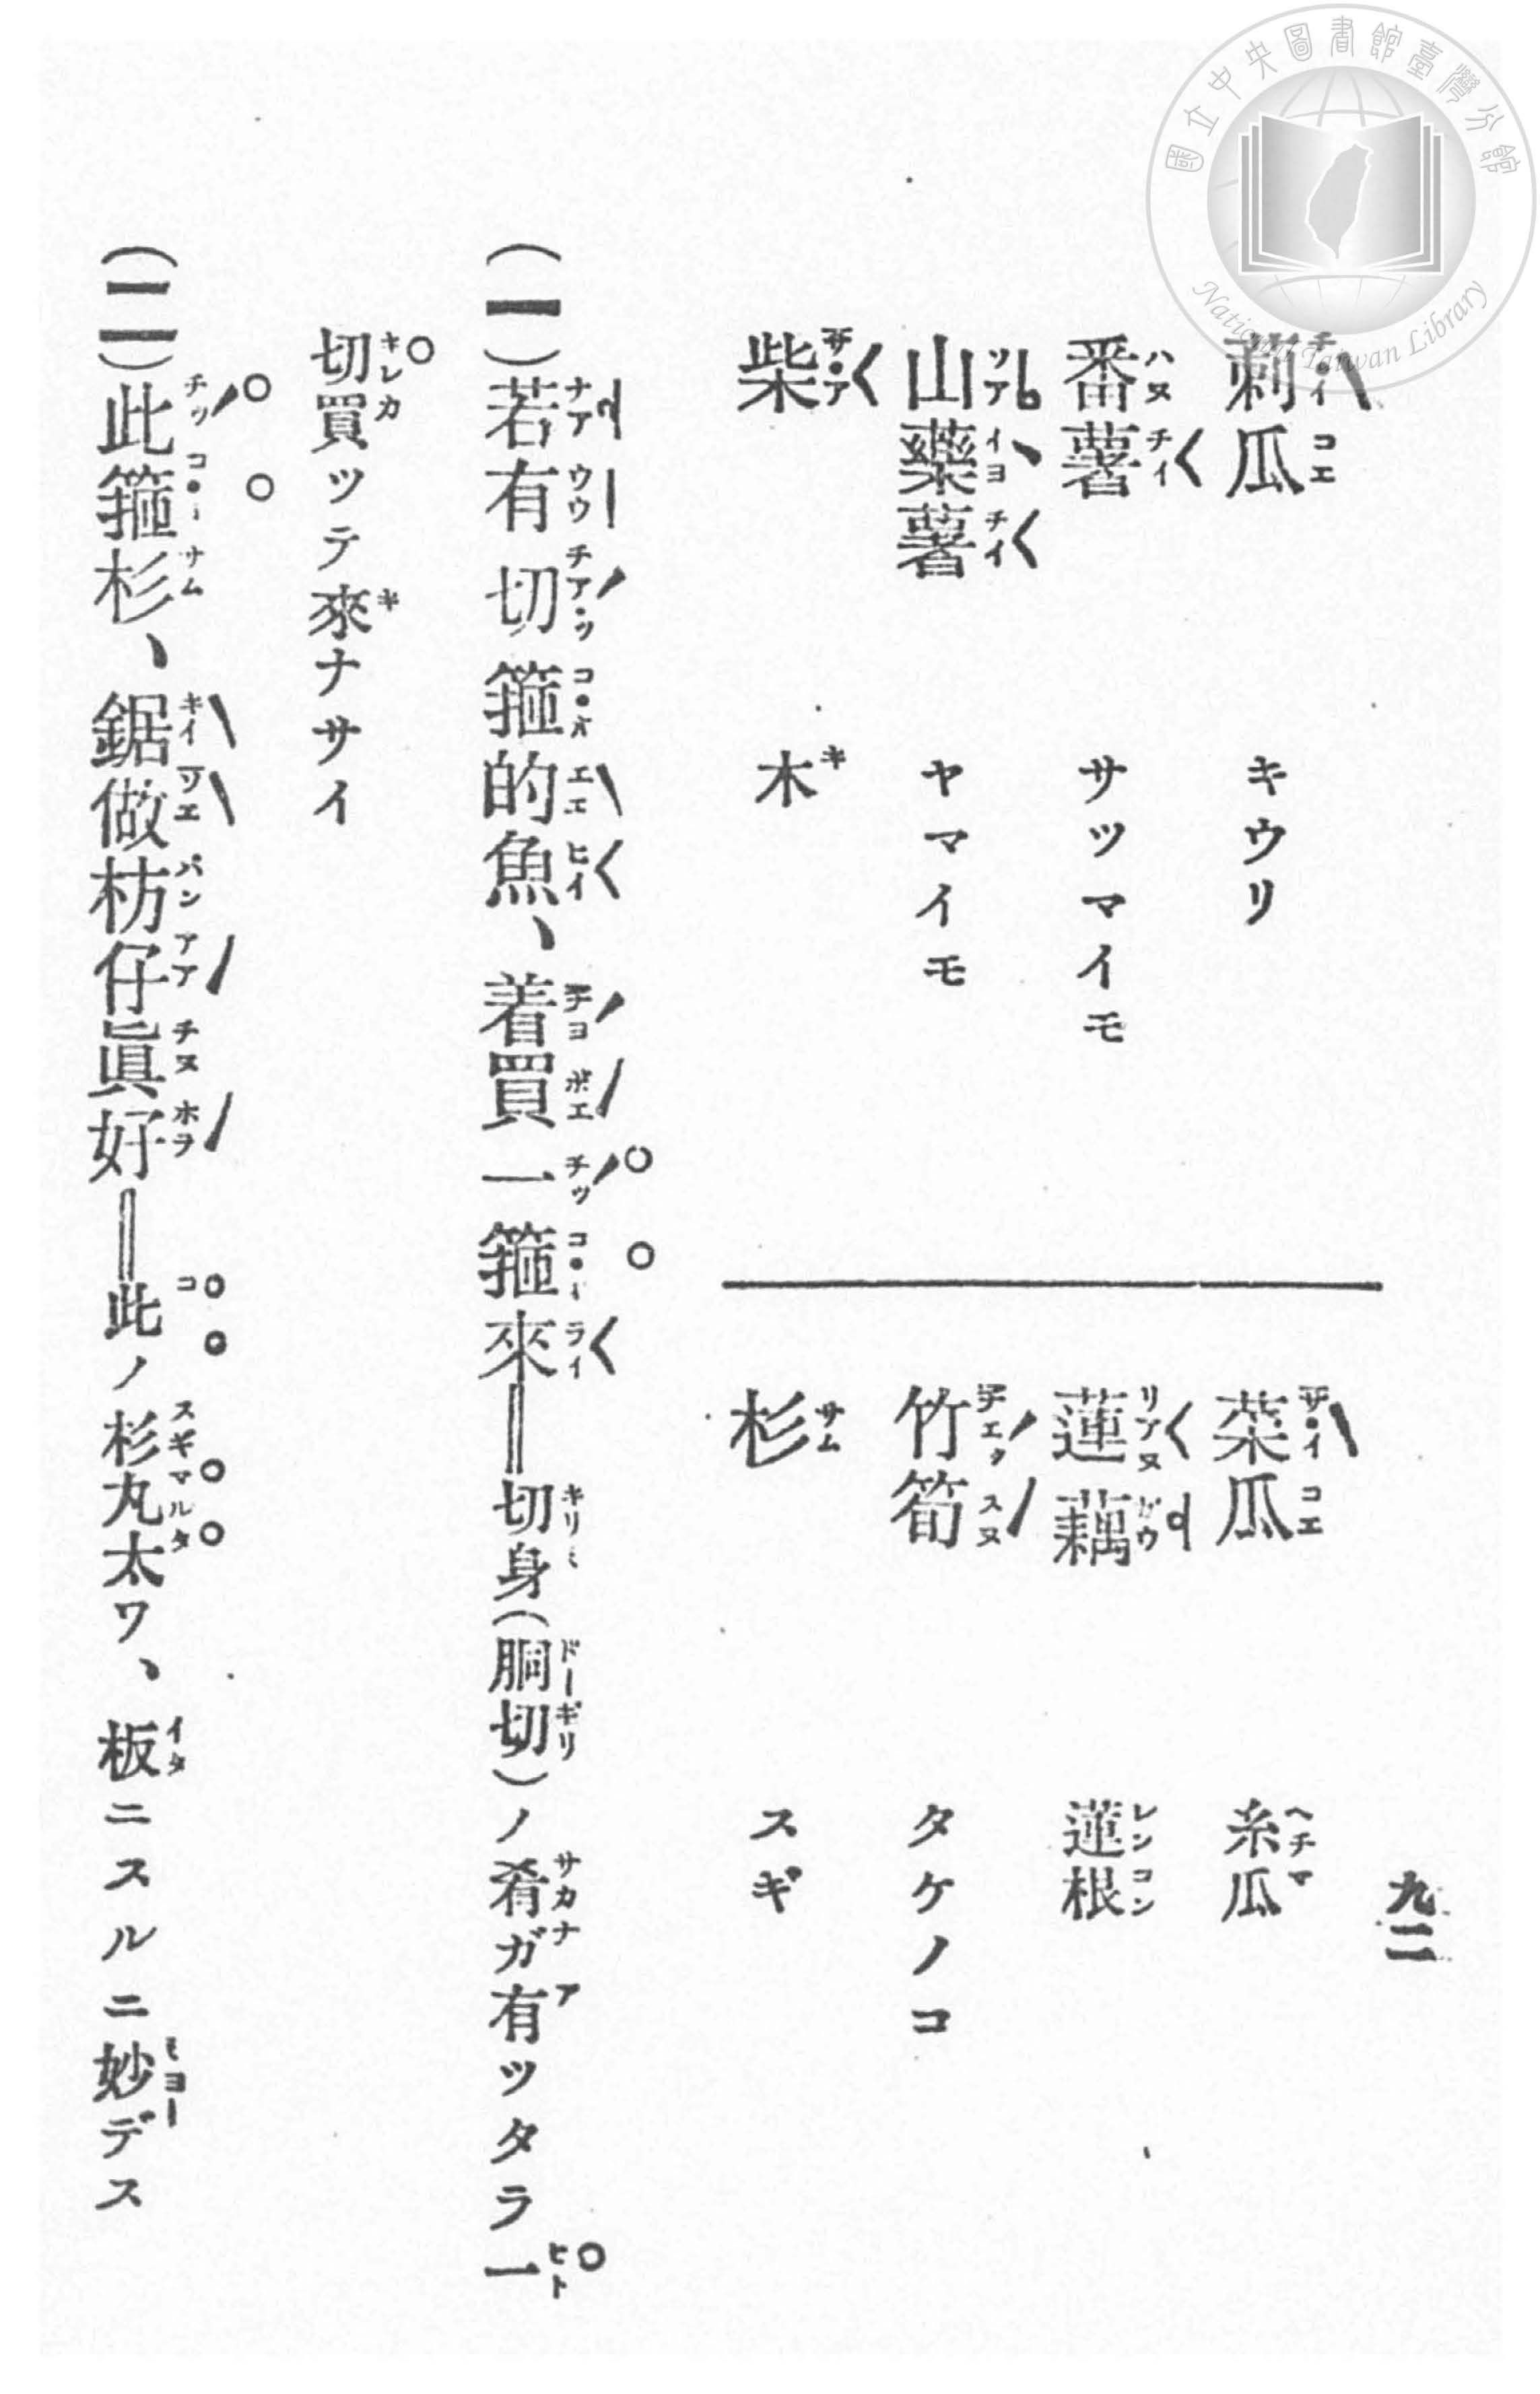 國立中央圖書館臺灣分館
National Taiwan Library
九二
莿瓜 キウリ
番薯 サツマイモ
山藥薯 ヤマイモ
柴 木
菜瓜 糸瓜
蓮藕 蓮根
竹筍 タケノコ
杉 スギ
(一)若有切箍的魚、着買一箍來＝切身(胴切)ノ肴ガ有ツタラ一
切買ツテ來ナサイ
(二)此箍杉、鋸做枋仔眞好＝此ノ杉丸太ワ、板ニスルニ妙デス